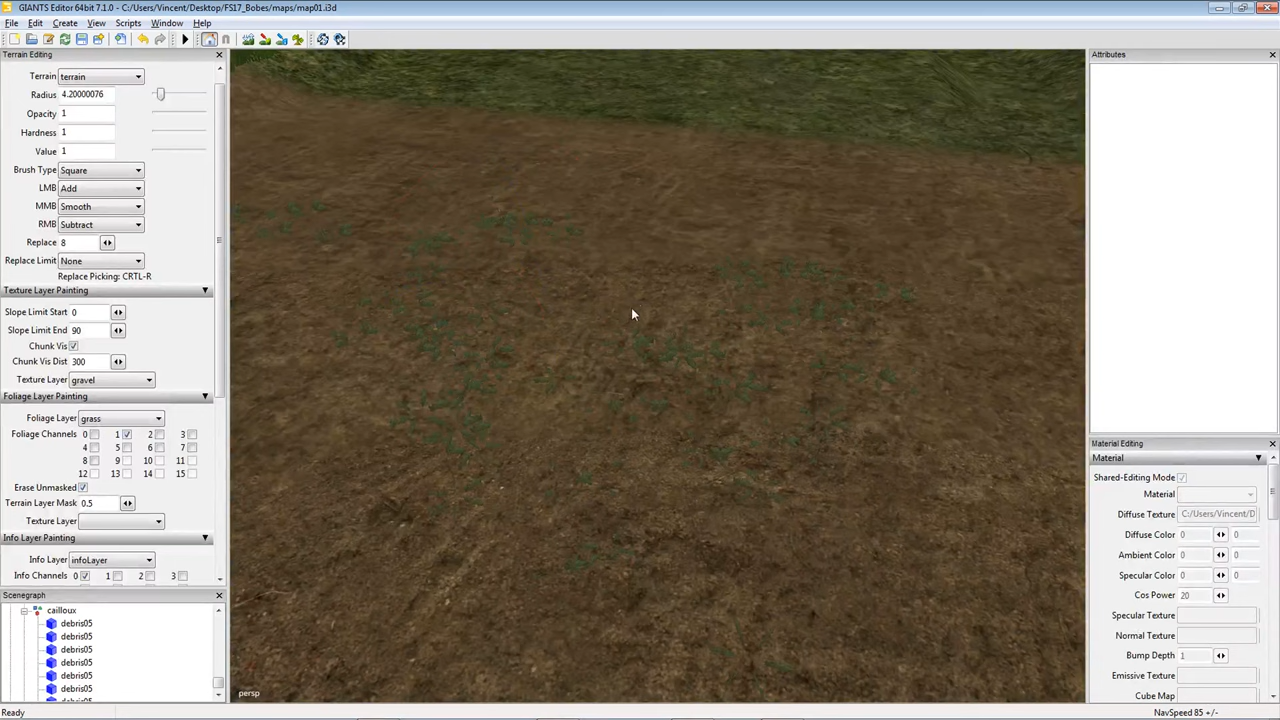 GIANTS Editor 64bit v7.1.0 - C:/Users/Vincent/Desktop/FS17_Bobes/maps/map01.i3d
File Edit Create View Scripts Window Help
Terrain Editing
Terrain terrain
Radius 4.20000076
Opacity 1
Hardness 1
Value 1
Brush Type Square
LMB Add
MMB Smooth
RMB Subtract
Replace 8
Replace Limit None
Replace Picking: CRTL-R
Texture Layer Painting
Slope Limit Start 0
Slope Limit End 90
Chunk Vis
Chunk Vis Dist 300
Texture Layer gravel
Foliage Layer Painting
Foliage Layer grass
Foliage Channels 0 1 2 3
4 5 6 7
8 9 10 11
12 13 14 15
Erase Unmasked
Terrain Layer Mask 0.5
Texture Layer
Info Layer Painting
Info Layer infoLayer
Info Channels 0 1 2 3
Scenegraph
cailloux
debris05
debris05
debris05
debris05
debris05
debris05
Ready
persp
Attributes
Material Editing
Material
Shared-Editing Mode
Material
Diffuse Texture C:/Users/Vincent/D
Diffuse Color 0 0
Ambient Color 0 0
Specular Color 0 0
Cos Power 20
Specular Texture
Normal Texture
Bump Depth 1
Emissive Texture
Cube Map
NavSpeed 85 +/-